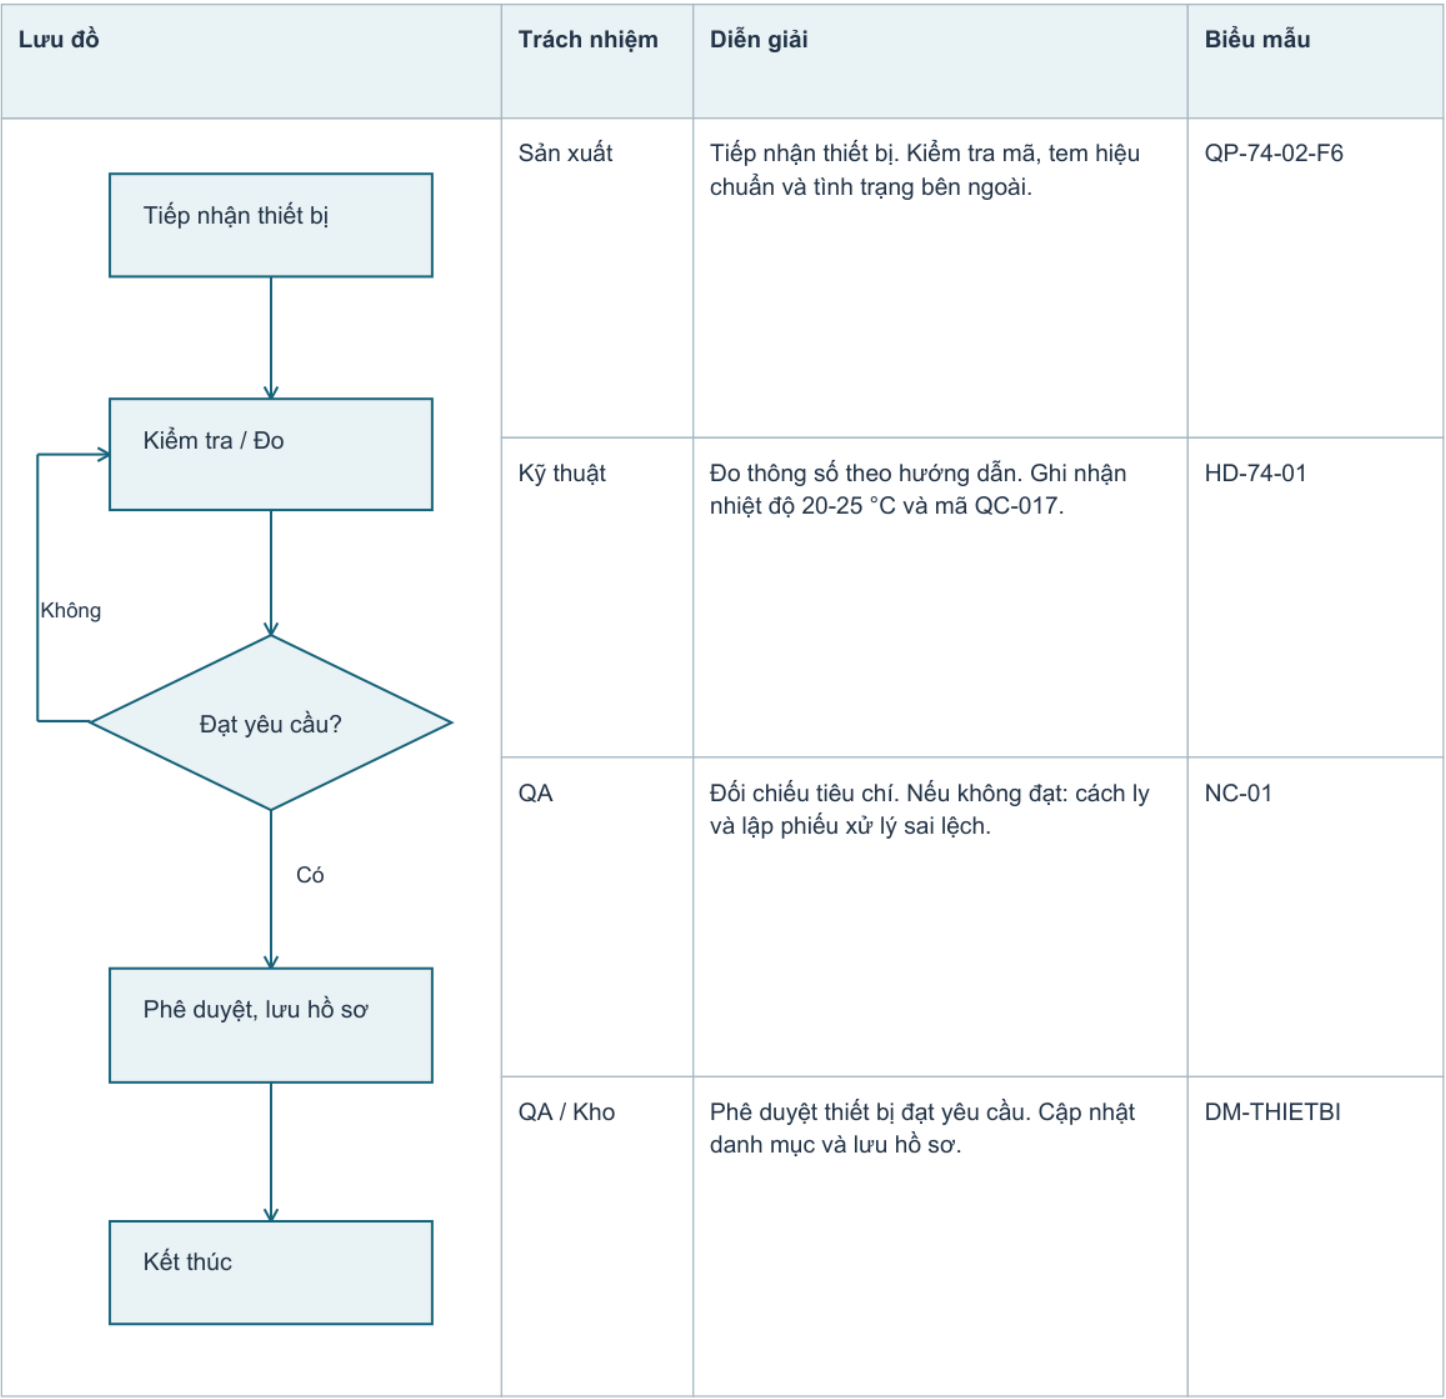 Lưu đồ
Trách nhiệm
Diễn giải
Biểu mẫu
Tiếp nhận thiết bị
Kiểm tra / Đo
Không
Đạt yêu cầu?
Có
Phê duyệt, lưu hồ sơ
Kết thúc
Sản xuất
Tiếp nhận thiết bị. Kiểm tra mã, tem hiệu
chuẩn và tình trạng bên ngoài.
QP-74-02-F6
Kỹ thuật
Đo thông số theo hướng dẫn. Ghi nhận
nhiệt độ 20-25 °C và mã QC-017.
HD-74-01
QA
Đối chiếu tiêu chí. Nếu không đạt: cách ly
và lập phiếu xử lý sai lệch.
NC-01
QA / Kho
Phê duyệt thiết bị đạt yêu cầu. Cập nhật
danh mục và lưu hồ sơ.
DM-THIETBI